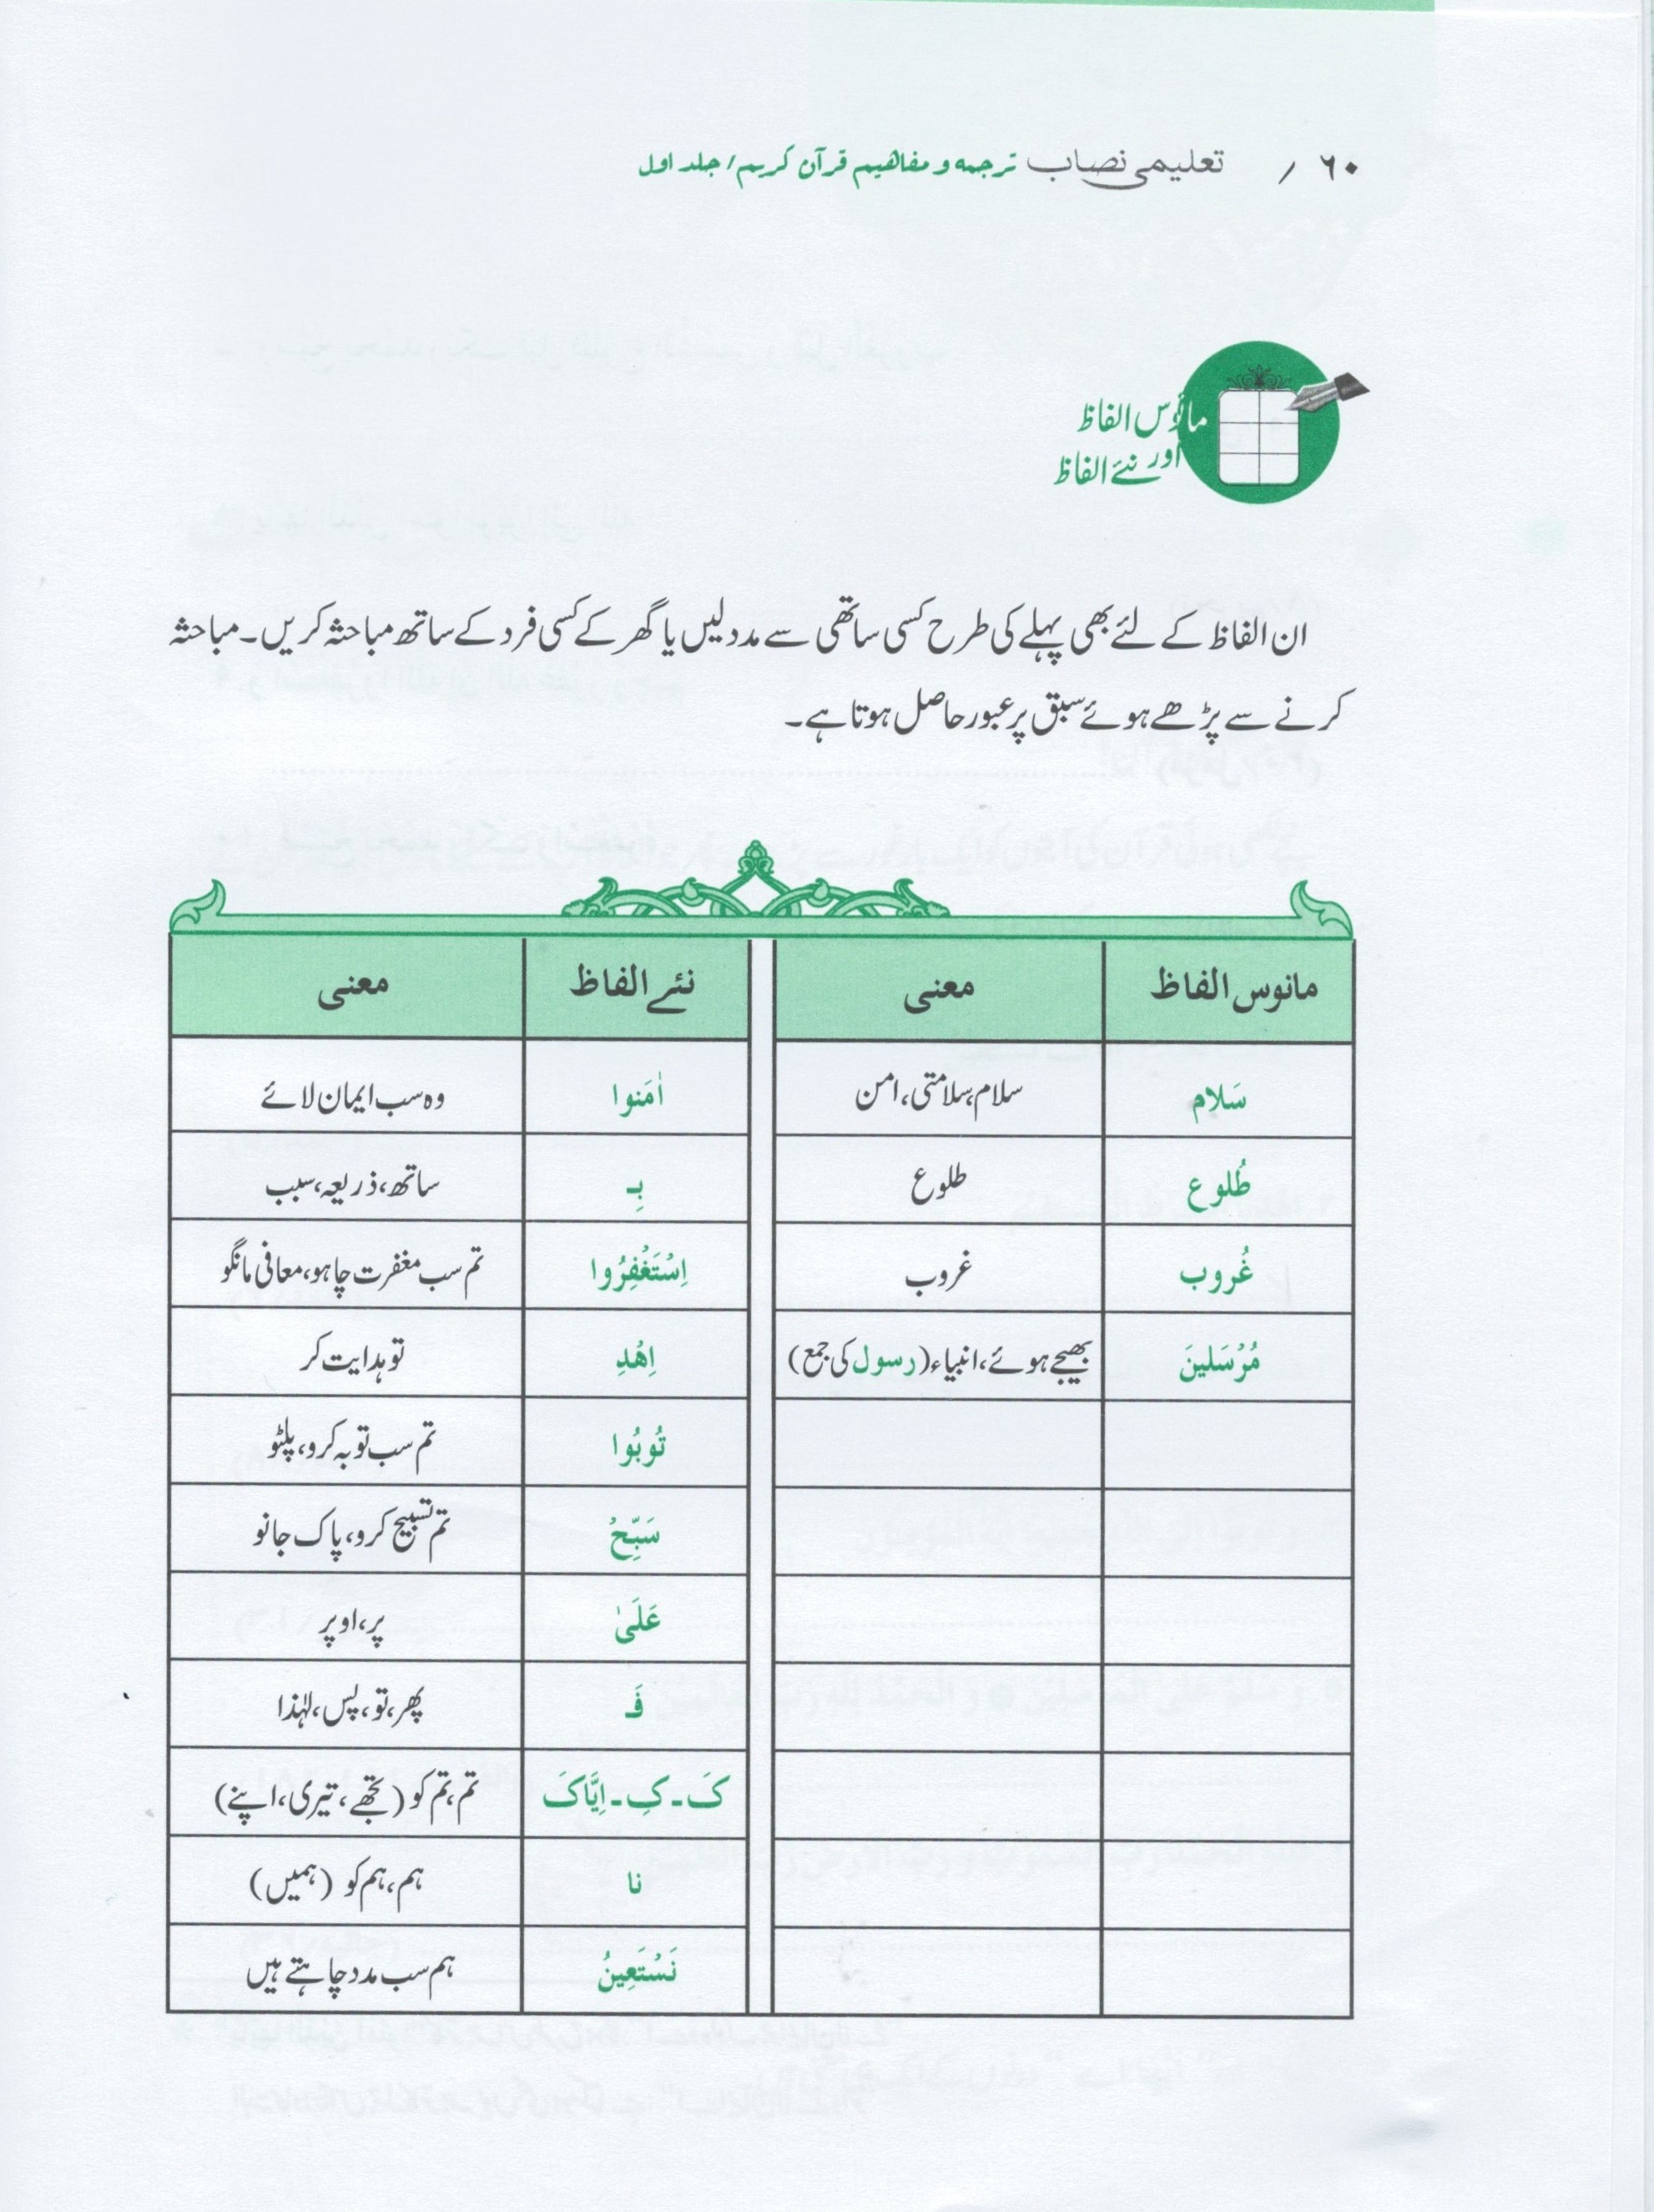 ۶۰ / تعلیمی نصاب ترجمه و مفاهیم قرآن کریم / جلد اول
مانوس الفاظ
اور نئے الفاظ
ان الفاظ کے لئے بھی پہلے کی طرح کسی ساتھی سے مدد لیں یا گھر کے کسی فرد کے ساتھ مباحثہ کریں۔ مباحثہ
کرنے سے پڑھے ہوئے سبق پر عبور حاصل ہوتا ہے۔
مانوس الفاظ معنی نئے الفاظ معنی
سَلام سلام، سلامتی، امن اٰمَنوا وہ سب ایمان لائے
طُلوع طلوع بِـ ساتھ، ذریعہ، سبب
غُروب غروب اِسْتَغْفِرُوا تم سب مغفرت چاہو، معافی مانگو
مُرْسَلینَ بھیجے ہوئے، انبیاء (رسول کی جمع) اِهْدِ تو ہدایت کر
تُوبُوا تم سب توبہ کرو، پلٹو
سَبِّحْ تم تسبیح کرو، پاک جانو
عَلَیٰ پر، اوپر
فَـ پھر، تو، پس، لہٰذا
کَ ـ کِ ـ اِیَّاکَ تم، تم کو (تجھے، تیری، اپنے)
نا ہم، ہم کو (ہمیں)
نَسْتَعِینُ ہم سب مدد چاہتے ہیں